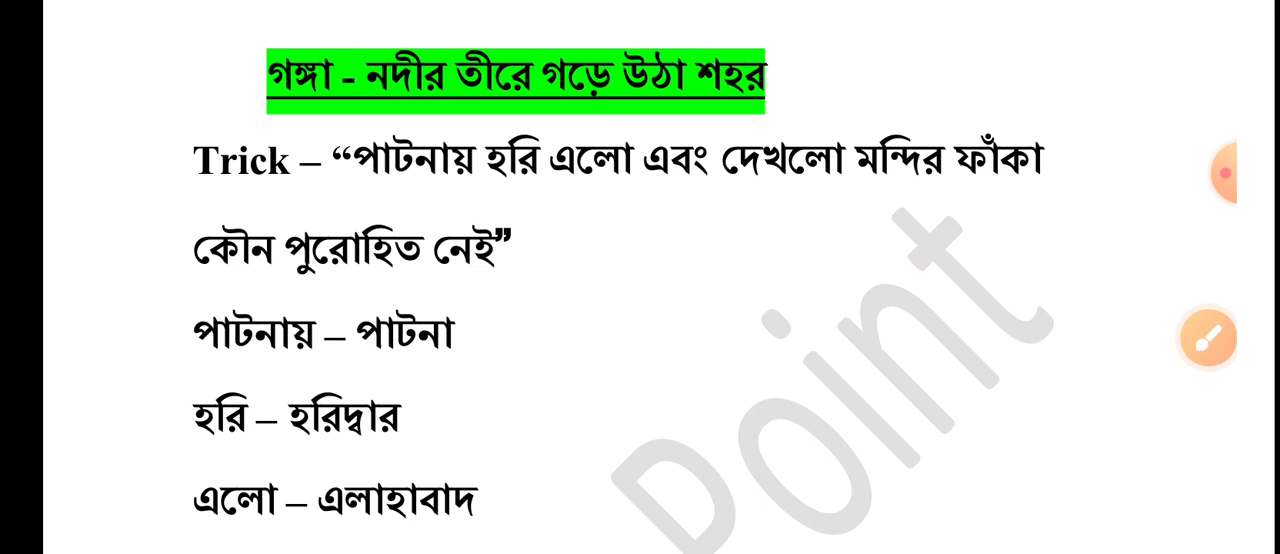 গঙ্গা - নদীর তীরে গড়ে উঠা শহর
Trick – “পাটনায় হরি এলো এবং দেখলো মন্দির ফাঁকা
কৌন পুরোহিত নেই”
পাটনায় – পাটনা
হরি – হরিদ্বার
এলো – এলাহাবাদ
Point